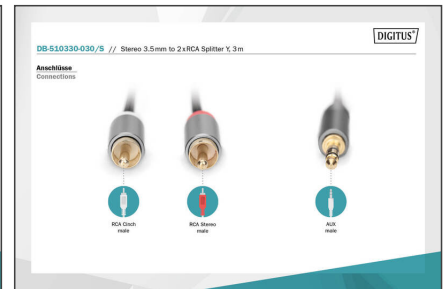 DIGITUS®
DB-510330-030/S // Stereo 3.5mm to 2xRCA Splitter Y, 3m
Anschlüsse
Connections
RCA Cinch
male
RCA Stereo
male
AUX
male